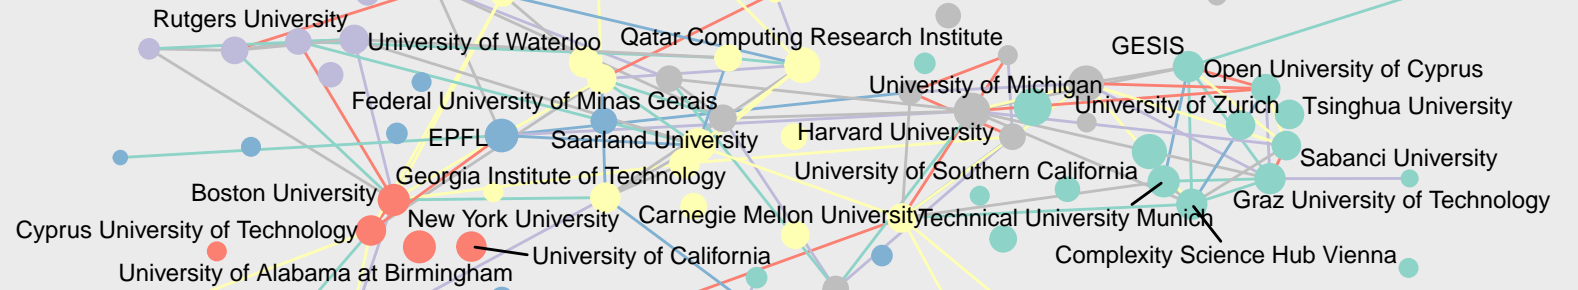 Rutgers University
University of Waterloo
Qatar Computing Research Institute
GESIS
Open University of Cyprus
University of Michigan
Federal University of Minas Gerais
University of Zurich
Tsinghua University
EPFL
Saarland University
Harvard University
Sabanci University
Georgia Institute of Technology
University of Southern California
Boston University
Graz University of Technology
New York University
Carnegie Mellon University
Technical University Munich
Cyprus University of Technology
University of California
Complexity Science Hub Vienna
University of Alabama at Birmingham